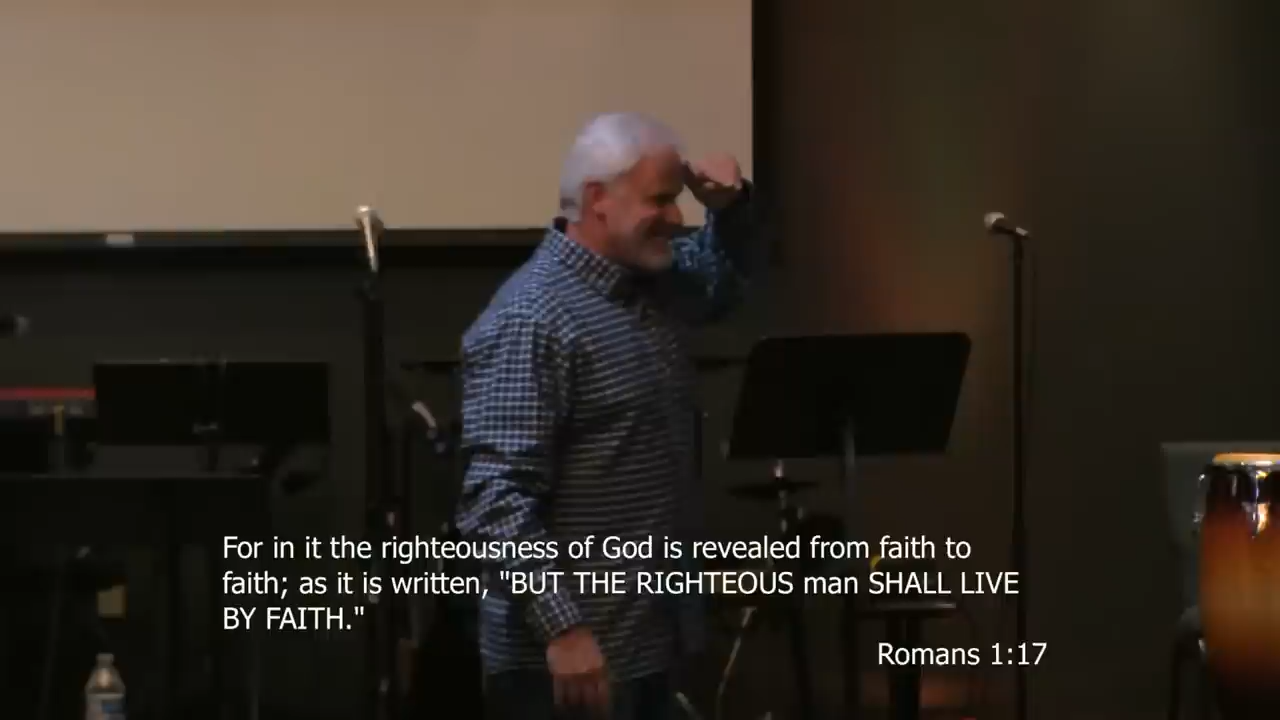 For in it the righteousness of God is revealed from faith to
faith; as it is written, "BUT THE RIGHTEOUS man SHALL LIVE
BY FAITH."
Romans 1:17